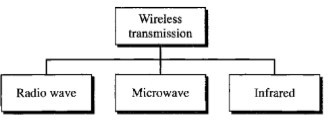 Wireless
transmission
Radio wave
Microwave
Infrared